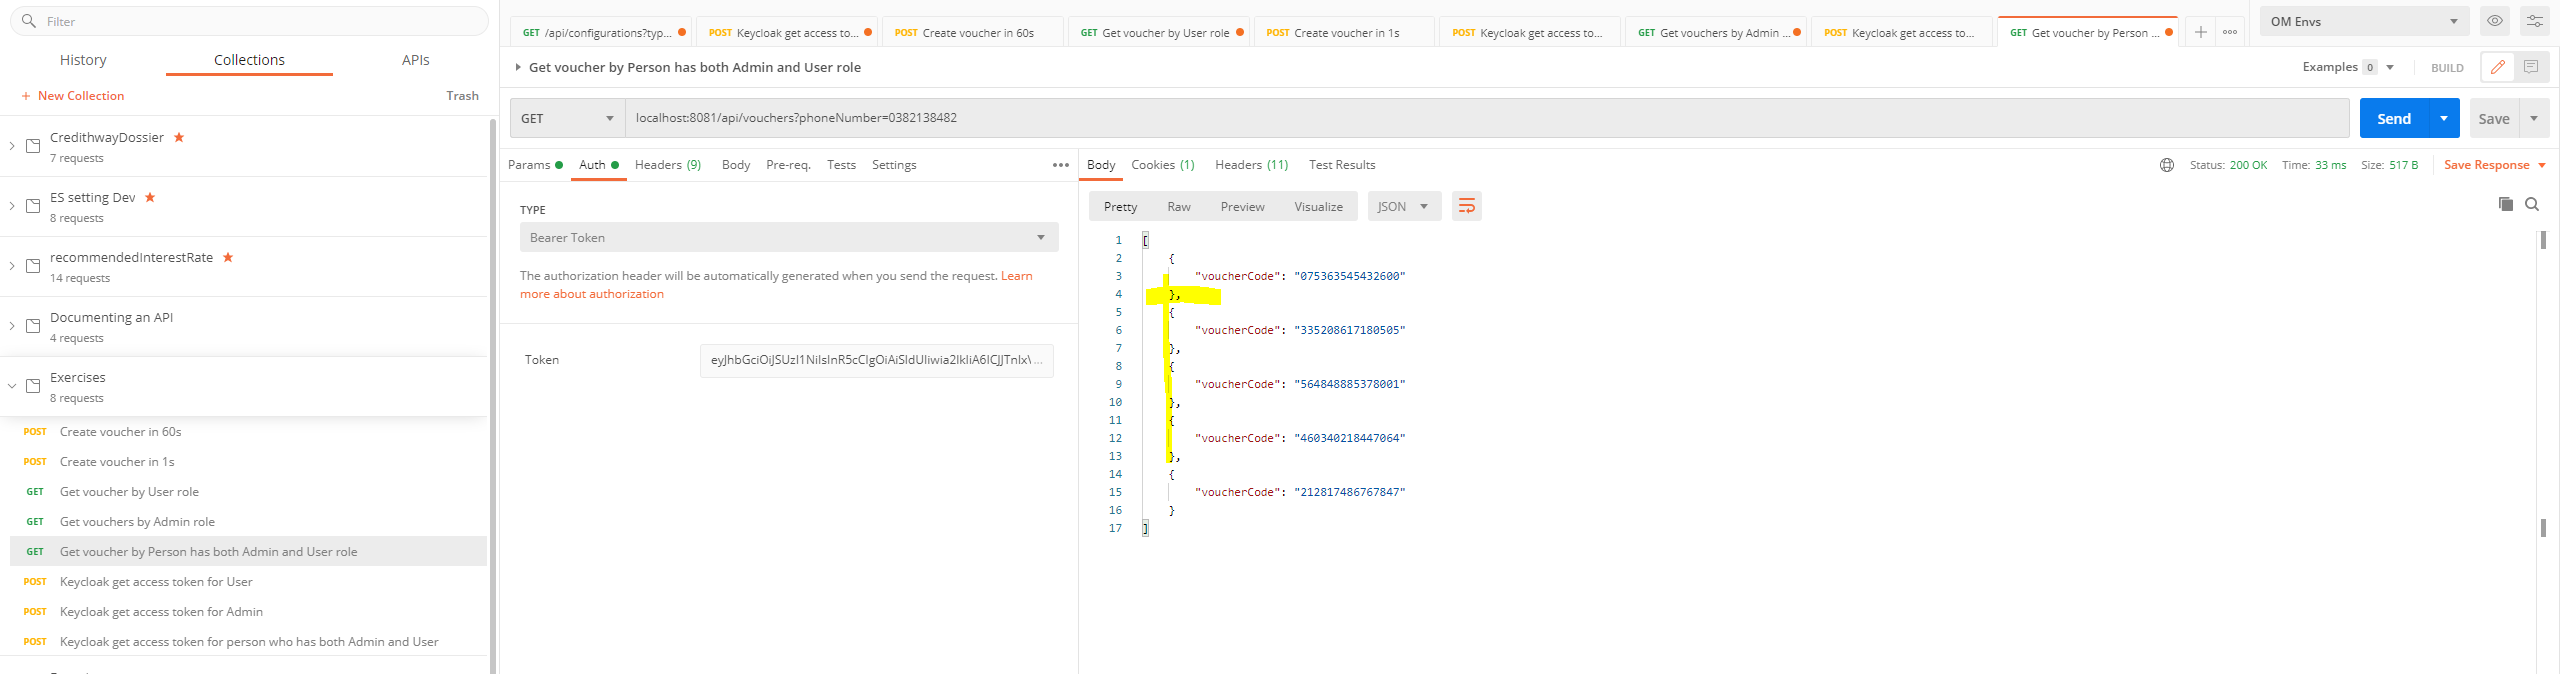 Filter
History Collections APIs
+ New Collection Trash
CredithwayDossier
7 requests
ES setting Dev
8 requests
recommendedInterestRate
14 requests
Documenting an API
4 requests
Exercises
8 requests
POST Create voucher in 60s
POST Create voucher in 1s
GET Get voucher by User role
GET Get vouchers by Admin role
GET Get voucher by Person has both Admin and User role
POST Keycloak get access token for User
POST Keycloak get access token for Admin
POST Keycloak get access token for person who has both Admin and User
GET /api/configurations?typ...
POST Keycloak get access to...
POST Create voucher in 60s
GET Get voucher by User role
POST Create voucher in 1s
POST Keycloak get access to...
GET Get vouchers by Admin ...
POST Keycloak get access to...
GET Get voucher by Person ...
OM Envs
Get voucher by Person has both Admin and User role
Examples 0 BUILD
GET localhost:8081/api/vouchers?phoneNumber=0382138482 Send Save
Params Auth Headers (9) Body Pre-req. Tests Settings
TYPE
Bearer Token
The authorization header will be automatically generated when you send the request. Learn
more about authorization
Token
Body Cookies (1) Headers (11) Test Results
Status: 200 OK Time: 33 ms Size: 517 B Save Response
Pretty Raw Preview Visualize JSON
1 [
2 {
3 "voucherCode": "075363545432600"
4 },
5 {
6 "voucherCode": "335208617180505"
7 },
8 {
9 "voucherCode": "564848885378001"
10 },
11 {
12 "voucherCode": "460340218447064"
13 },
14 {
15 "voucherCode": "212817486767847"
16 }
17 ]